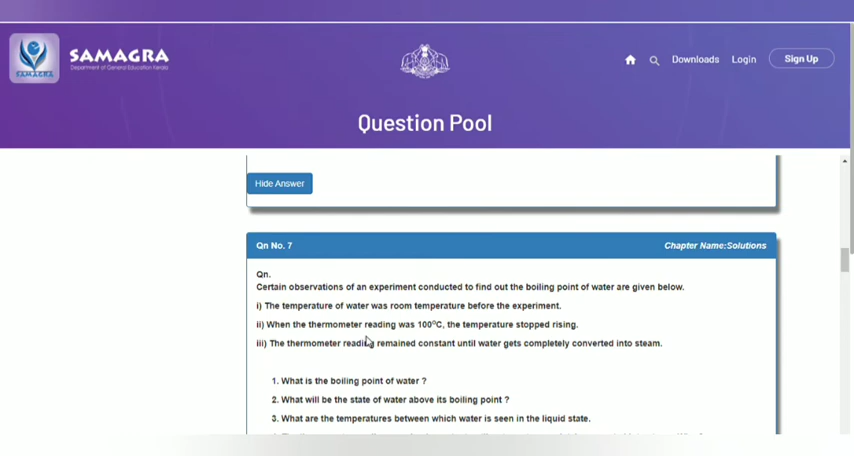 SAMAGRA
Department of General Education Kerala
SAMAGRA
Downloads
Login
Sign Up
Question Pool
Hide Answer
Qn No. 7
Chapter Name:Solutions
Qn.
Certain observations of an experiment conducted to find out the boiling point of water are given below.
i) The temperature of water was room temperature before the experiment.
ii) When the thermometer reading was 100°C, the temperature stopped rising.
iii) The thermometer reading remained constant until water gets completely converted into steam.
1. What is the boiling point of water ?
2. What will be the state of water above its boiling point ?
3. What are the temperatures between which water is seen in the liquid state.